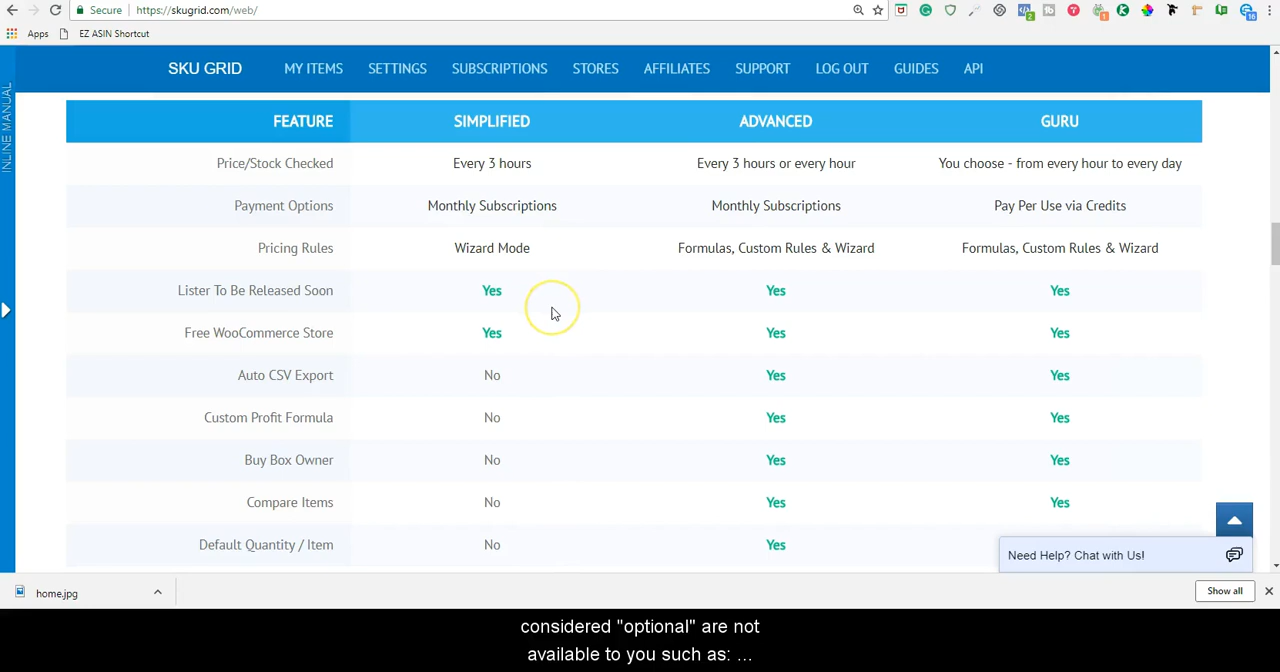 Secure https://skugrid.com/web/
Apps EZ ASIN Shortcut
SKU GRID MY ITEMS SETTINGS SUBSCRIPTIONS STORES AFFILIATES SUPPORT LOG OUT GUIDES API
INLINE MANUAL
FEATURE SIMPLIFIED ADVANCED GURU
Price/Stock Checked Every 3 hours Every 3 hours or every hour You choose - from every hour to every day
Payment Options Monthly Subscriptions Monthly Subscriptions Pay Per Use via Credits
Pricing Rules Wizard Mode Formulas, Custom Rules & Wizard Formulas, Custom Rules & Wizard
Lister To Be Released Soon Yes Yes Yes
Free WooCommerce Store Yes Yes Yes
Auto CSV Export No Yes Yes
Custom Profit Formula No Yes Yes
Buy Box Owner No Yes Yes
Compare Items No Yes Yes
Default Quantity / Item No Yes
Need Help? Chat with Us!
home.jpg Show all
considered "optional" are not
available to you such as: ...